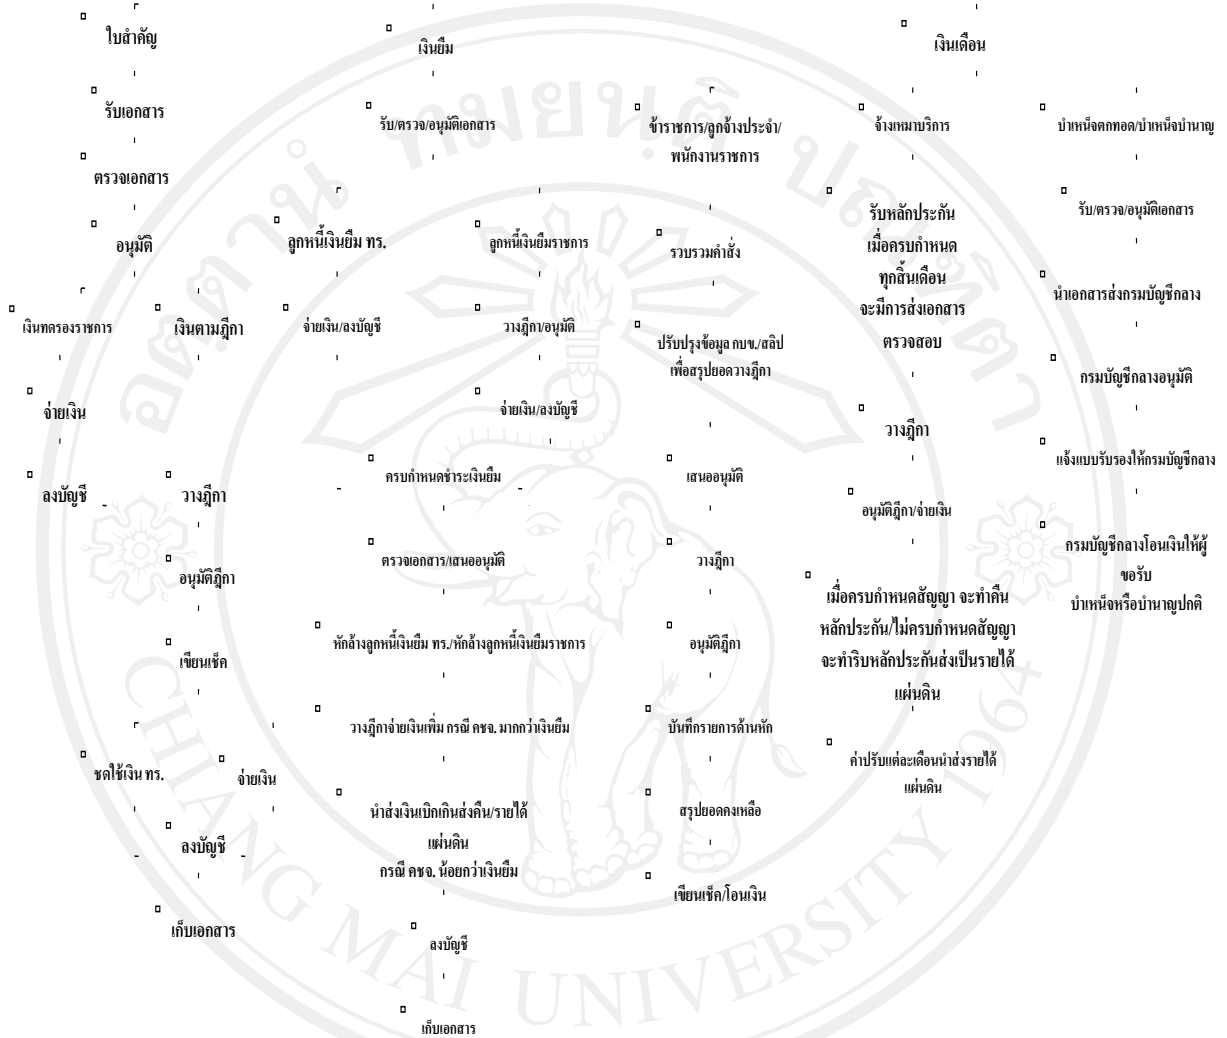 ใบสำคัญ
รับเอกสาร
ตรวจเอกสาร
อนุมัติ
เงินทดรองราชการ
จ่ายเงิน
ลงบัญชี
เงินตามฎีกา
วางฎีกา
อนุมัติฎีกา
เขียนเช็ค
ชดใช้เงิน ทร.
จ่ายเงิน
ลงบัญชี
เก็บเอกสาร
เงินยืม
รับ/ตรวจ/อนุมัติเอกสาร
ลูกหนี้เงินยืม ทร.
จ่ายเงิน/ลงบัญชี
ลูกหนี้เงินยืมราชการ
วางฎีกา/อนุมัติ
จ่ายเงิน/ลงบัญชี
ครบกำหนดชำระเงินยืม
ตรวจเอกสาร/เสนออนุมัติ
หักล้างลูกหนี้เงินยืม ทร./หักล้างลูกหนี้เงินยืมราชการ
วางฎีกาจ่ายเงินเพิ่ม กรณี คชจ. มากกว่าเงินยืม
นำส่งเงินเบิกเกินส่งคืน/รายได้
แผ่นดิน
กรณี คชจ. น้อยกว่าเงินยืม
ลงบัญชี
เก็บเอกสาร
เงินเดือน
ข้าราชการ/ลูกจ้างประจำ/
พนักงานราชการ
รวบรวมคำสั่ง
ปรับปรุงข้อมูล กบข./สลิป
เพื่อสรุปยอดวางฎีกา
เสนออนุมัติ
วางฎีกา
อนุมัติฎีกา
บันทึกรายการด้านหัก
สรุปยอดคงเหลือ
เขียนเช็ค/โอนเงิน
จ้างเหมาบริการ
รับหลักประกัน
เมื่อครบกำหนด
ทุกสิ้นเดือน
จะมีการส่งเอกสาร
ตรวจสอบ
วางฎีกา
อนุมัติฎีกา/จ่ายเงิน
เมื่อครบกำหนดสัญญา จะทำคืน
หลักประกัน/ไม่ครบกำหนดสัญญา
จะทำริบหลักประกันส่งเป็นรายได้
แผ่นดิน
ค่าปรับแต่ละเดือนนำส่งรายได้
แผ่นดิน
บำเหน็จตกทอด/บำเหน็จบำนาญ
รับ/ตรวจ/อนุมัติเอกสาร
นำเอกสารส่งกรมบัญชีกลาง
กรมบัญชีกลางอนุมัติ
แจ้งแบบรับรองให้กรมบัญชีกลาง
กรมบัญชีกลางโอนเงินให้ผู้
ขอรับ
บำเหน็จหรือบำนาญปกติ
อตฺตานํ ทมยนฺติ ปณฺฑิตา
CHIANG MAI UNIVERSITY 1964